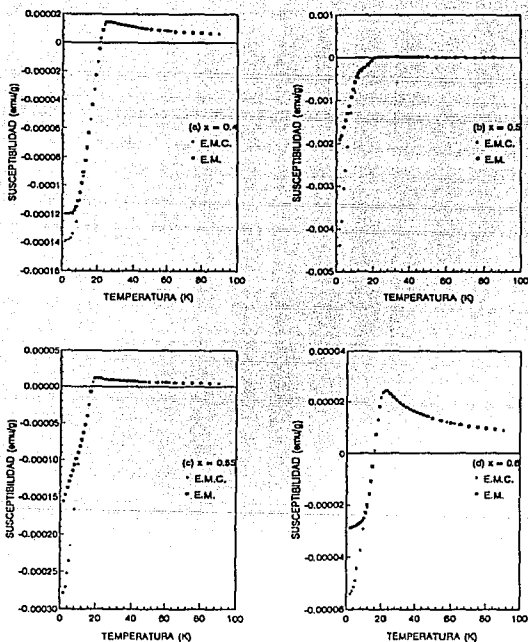 0.00002
0
-0.00002
-0.00004
-0.00006
-0.00008
-0.0001
-0.00012
-0.00014
-0.00016
SUSCEPTIBILIDAD (emu/g)
(a) x = 0.4
E.M.C.
E.M.
0 20 40 60 80 100
TEMPERATURA (K)
0.001
0
-0.001
-0.002
-0.003
-0.004
-0.005
SUSCEPTIBILIDAD (emu/g)
(b) x = 0.5
E.M.C.
E.M.
0 20 40 60 80 100
TEMPERATURA (K)
0.00005
0.00000
-0.00005
-0.00010
-0.00015
-0.00020
-0.00025
-0.00030
SUSCEPTIBILIDAD (emu/g)
(c) x = 0.55
E.M.C.
E.M.
0 20 40 60 80 100
TEMPERATURA (K)
0.00004
0.00002
0
-0.00002
-0.00004
-0.00006
SUSCEPTIBILIDAD (emu/g)
(d) x = 0.6
E.M.C.
E.M.
0 20 40 60 80 100
TEMPERATURA (K)